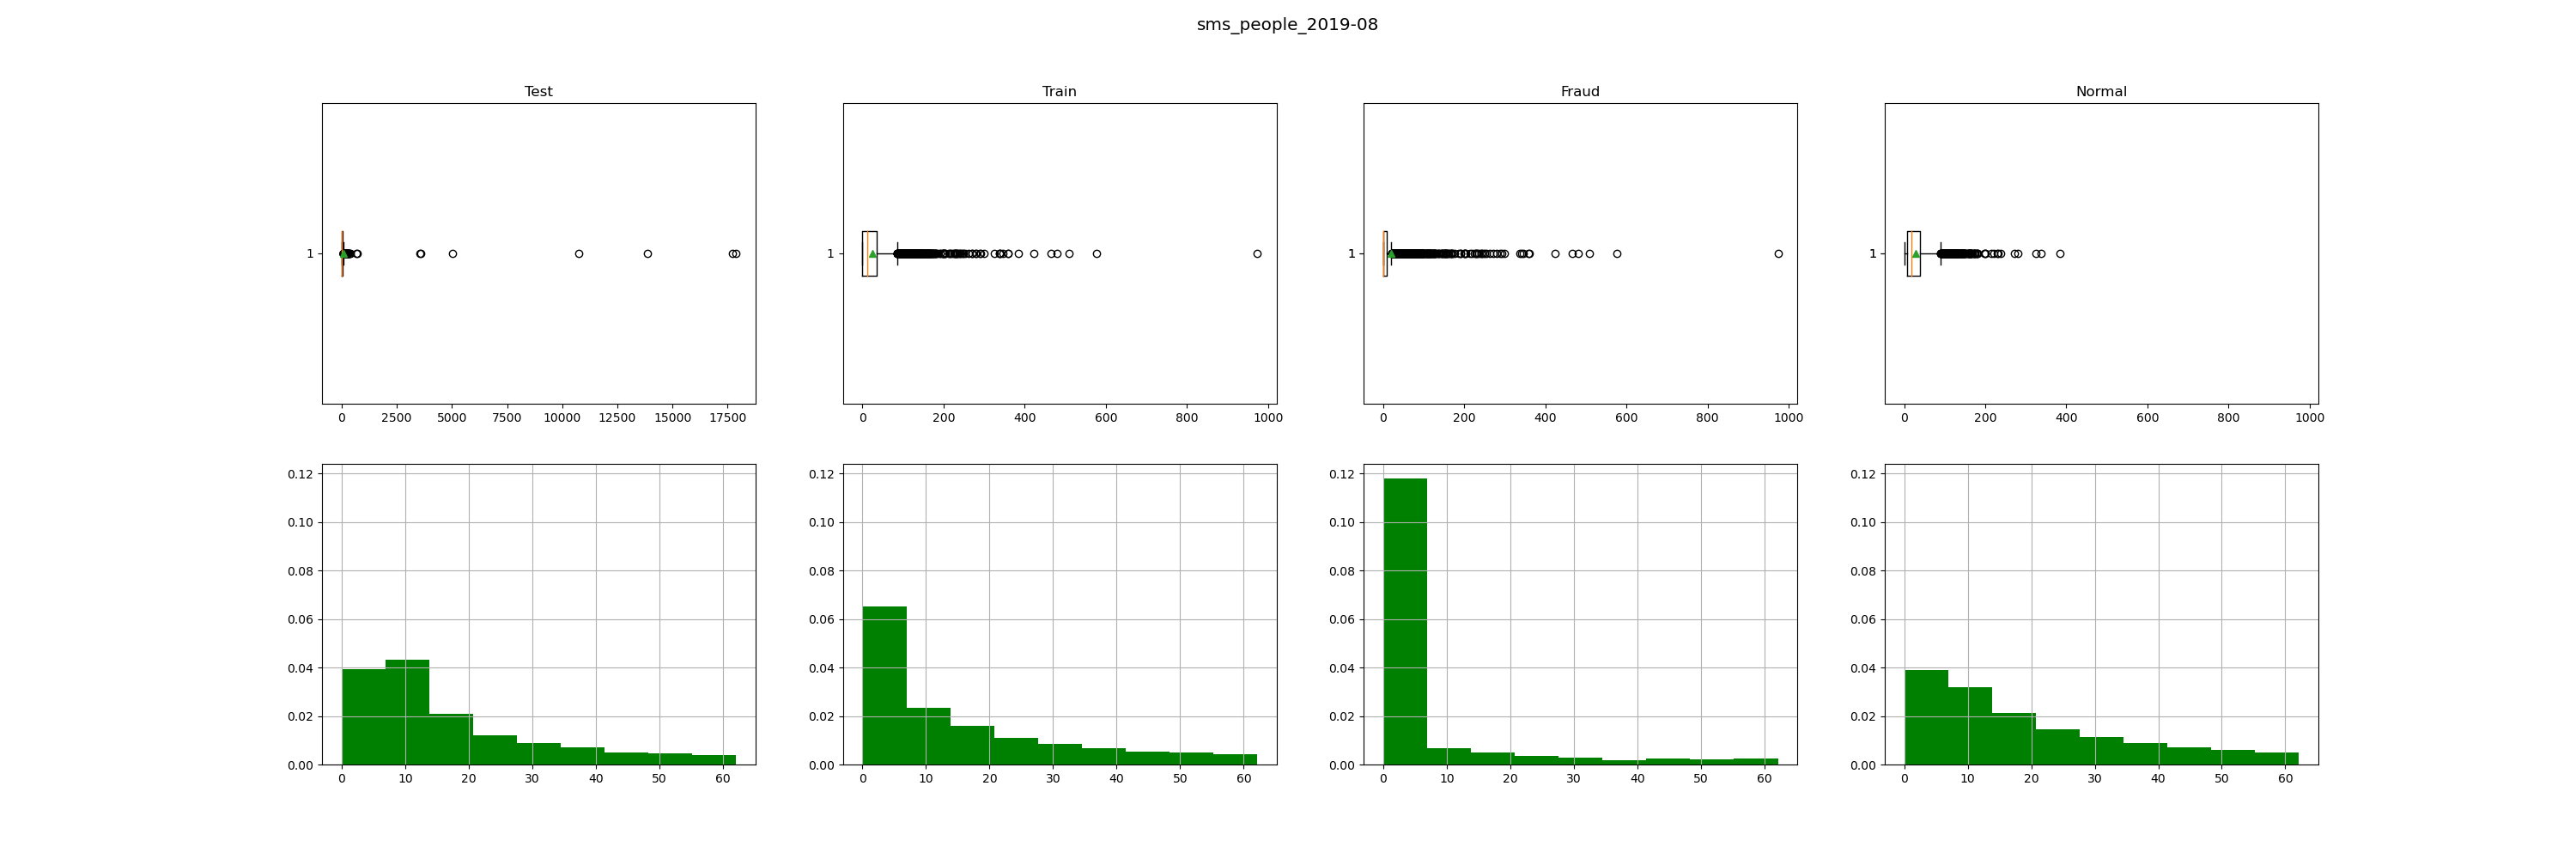 sms_people_2019-08
Test Train Fraud Normal
1 1 1 1
0 2500 5000 7500 10000 12500 15000 17500 0 200 400 600 800 1000 0 200 400 600 800 1000 0 200 400 600 800 1000
0.12 0.12 0.12 0.12
0.10 0.10 0.10 0.10
0.08 0.08 0.08 0.08
0.06 0.06 0.06 0.06
0.04 0.04 0.04 0.04
0.02 0.02 0.02 0.02
0.00 0.00 0.00 0.00
0 10 20 30 40 50 60 0 10 20 30 40 50 60 0 10 20 30 40 50 60 0 10 20 30 40 50 60